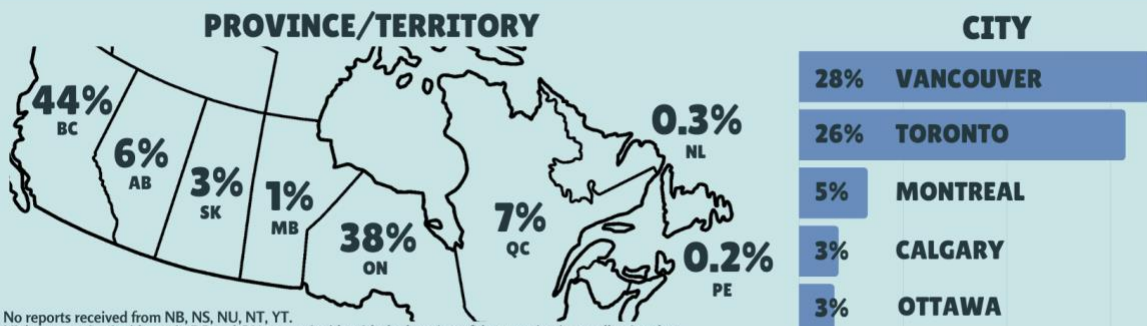 PROVINCE/TERRITORY
44%
BC
6%
AB
3%
SK
1%
MB
38%
ON
7%
QC
0.3%
NL
0.2%
PE
No reports received from NB, NS, NU, NT, YT.
CITY
28% VANCOUVER
26% TORONTO
5% MONTREAL
3% CALGARY
3% OTTAWA